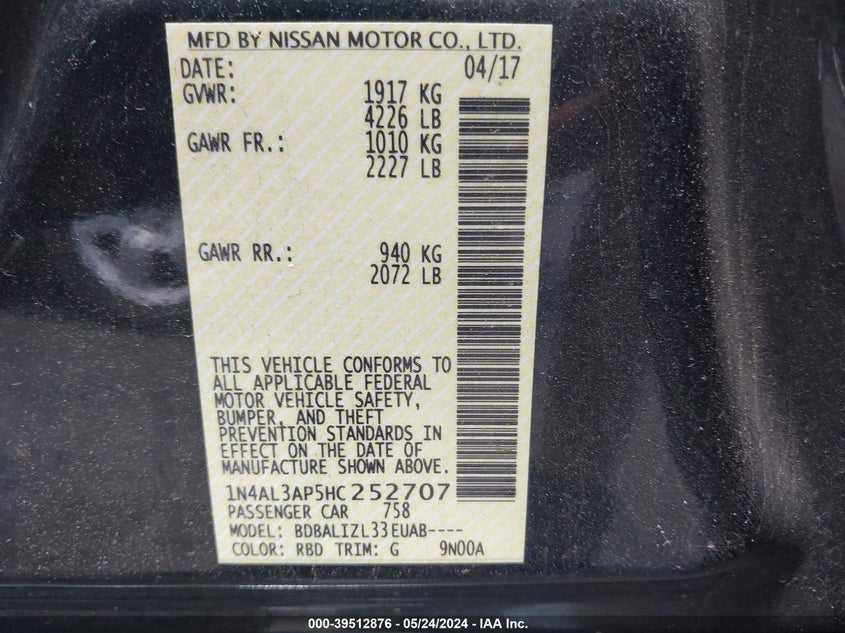 MFD BY NISSAN MOTOR CO., LTD.
DATE: 04/17
GVWR: 1917 KG
4226 LB
GAWR FR.: 1010 KG
2227 LB
GAWR RR.: 940 KG
2072 LB
THIS VEHICLE CONFORMS TO
ALL APPLICABLE FEDERAL
MOTOR VEHICLE SAFETY,
BUMPER, AND THEFT
PREVENTION STANDARDS IN
EFFECT ON THE DATE OF
MANUFACTURE SHOWN ABOVE.
1N4AL3AP5HC252707
PASSENGER CAR 758
MODEL: BDBALIZL33EUAB----
COLOR: RBD TRIM: G 9N00A
000-39512876 - 05/24/2024 - IAA Inc.